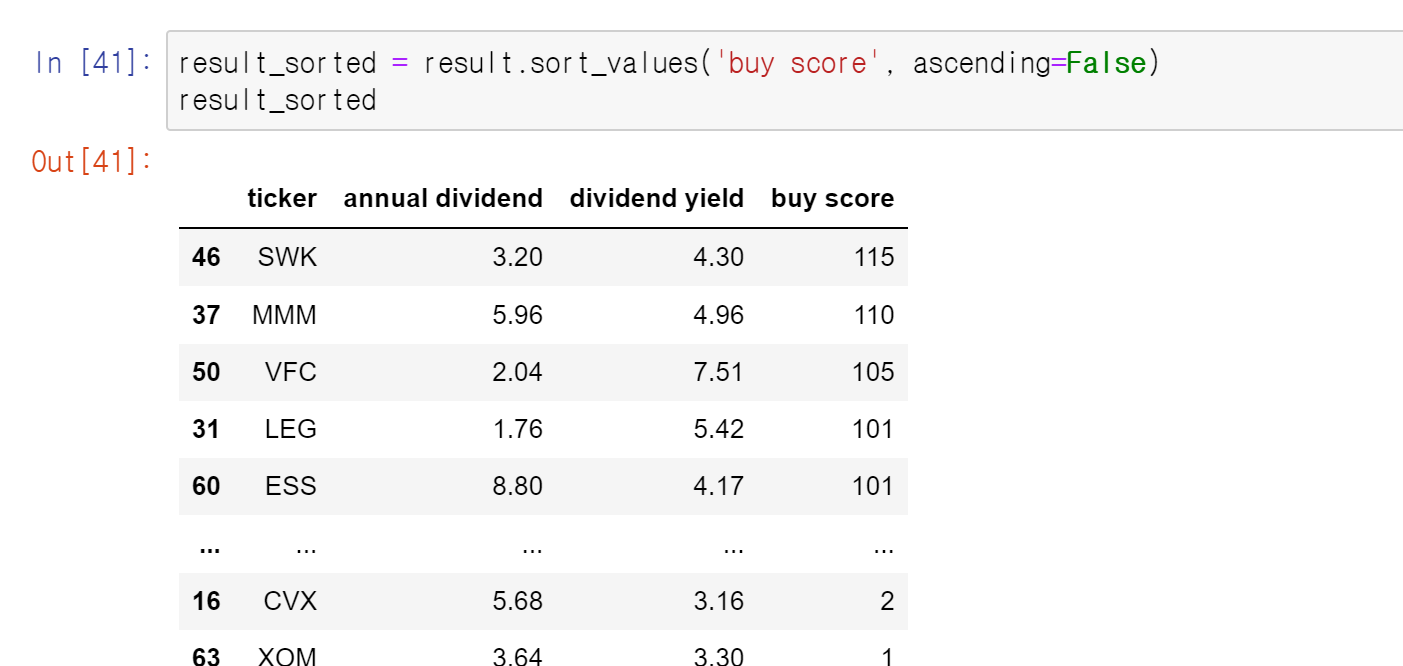 In [41]: result_sorted = result.sort_values('buy score', ascending=False)
result_sorted
Out[41]:
ticker annual dividend dividend yield buy score
46 SWK 3.20 4.30 115
37 MMM 5.96 4.96 110
50 VFC 2.04 7.51 105
31 LEG 1.76 5.42 101
60 ESS 8.80 4.17 101
... ... ... ... ...
16 CVX 5.68 3.16 2
63 XOM 3.64 3.30 1